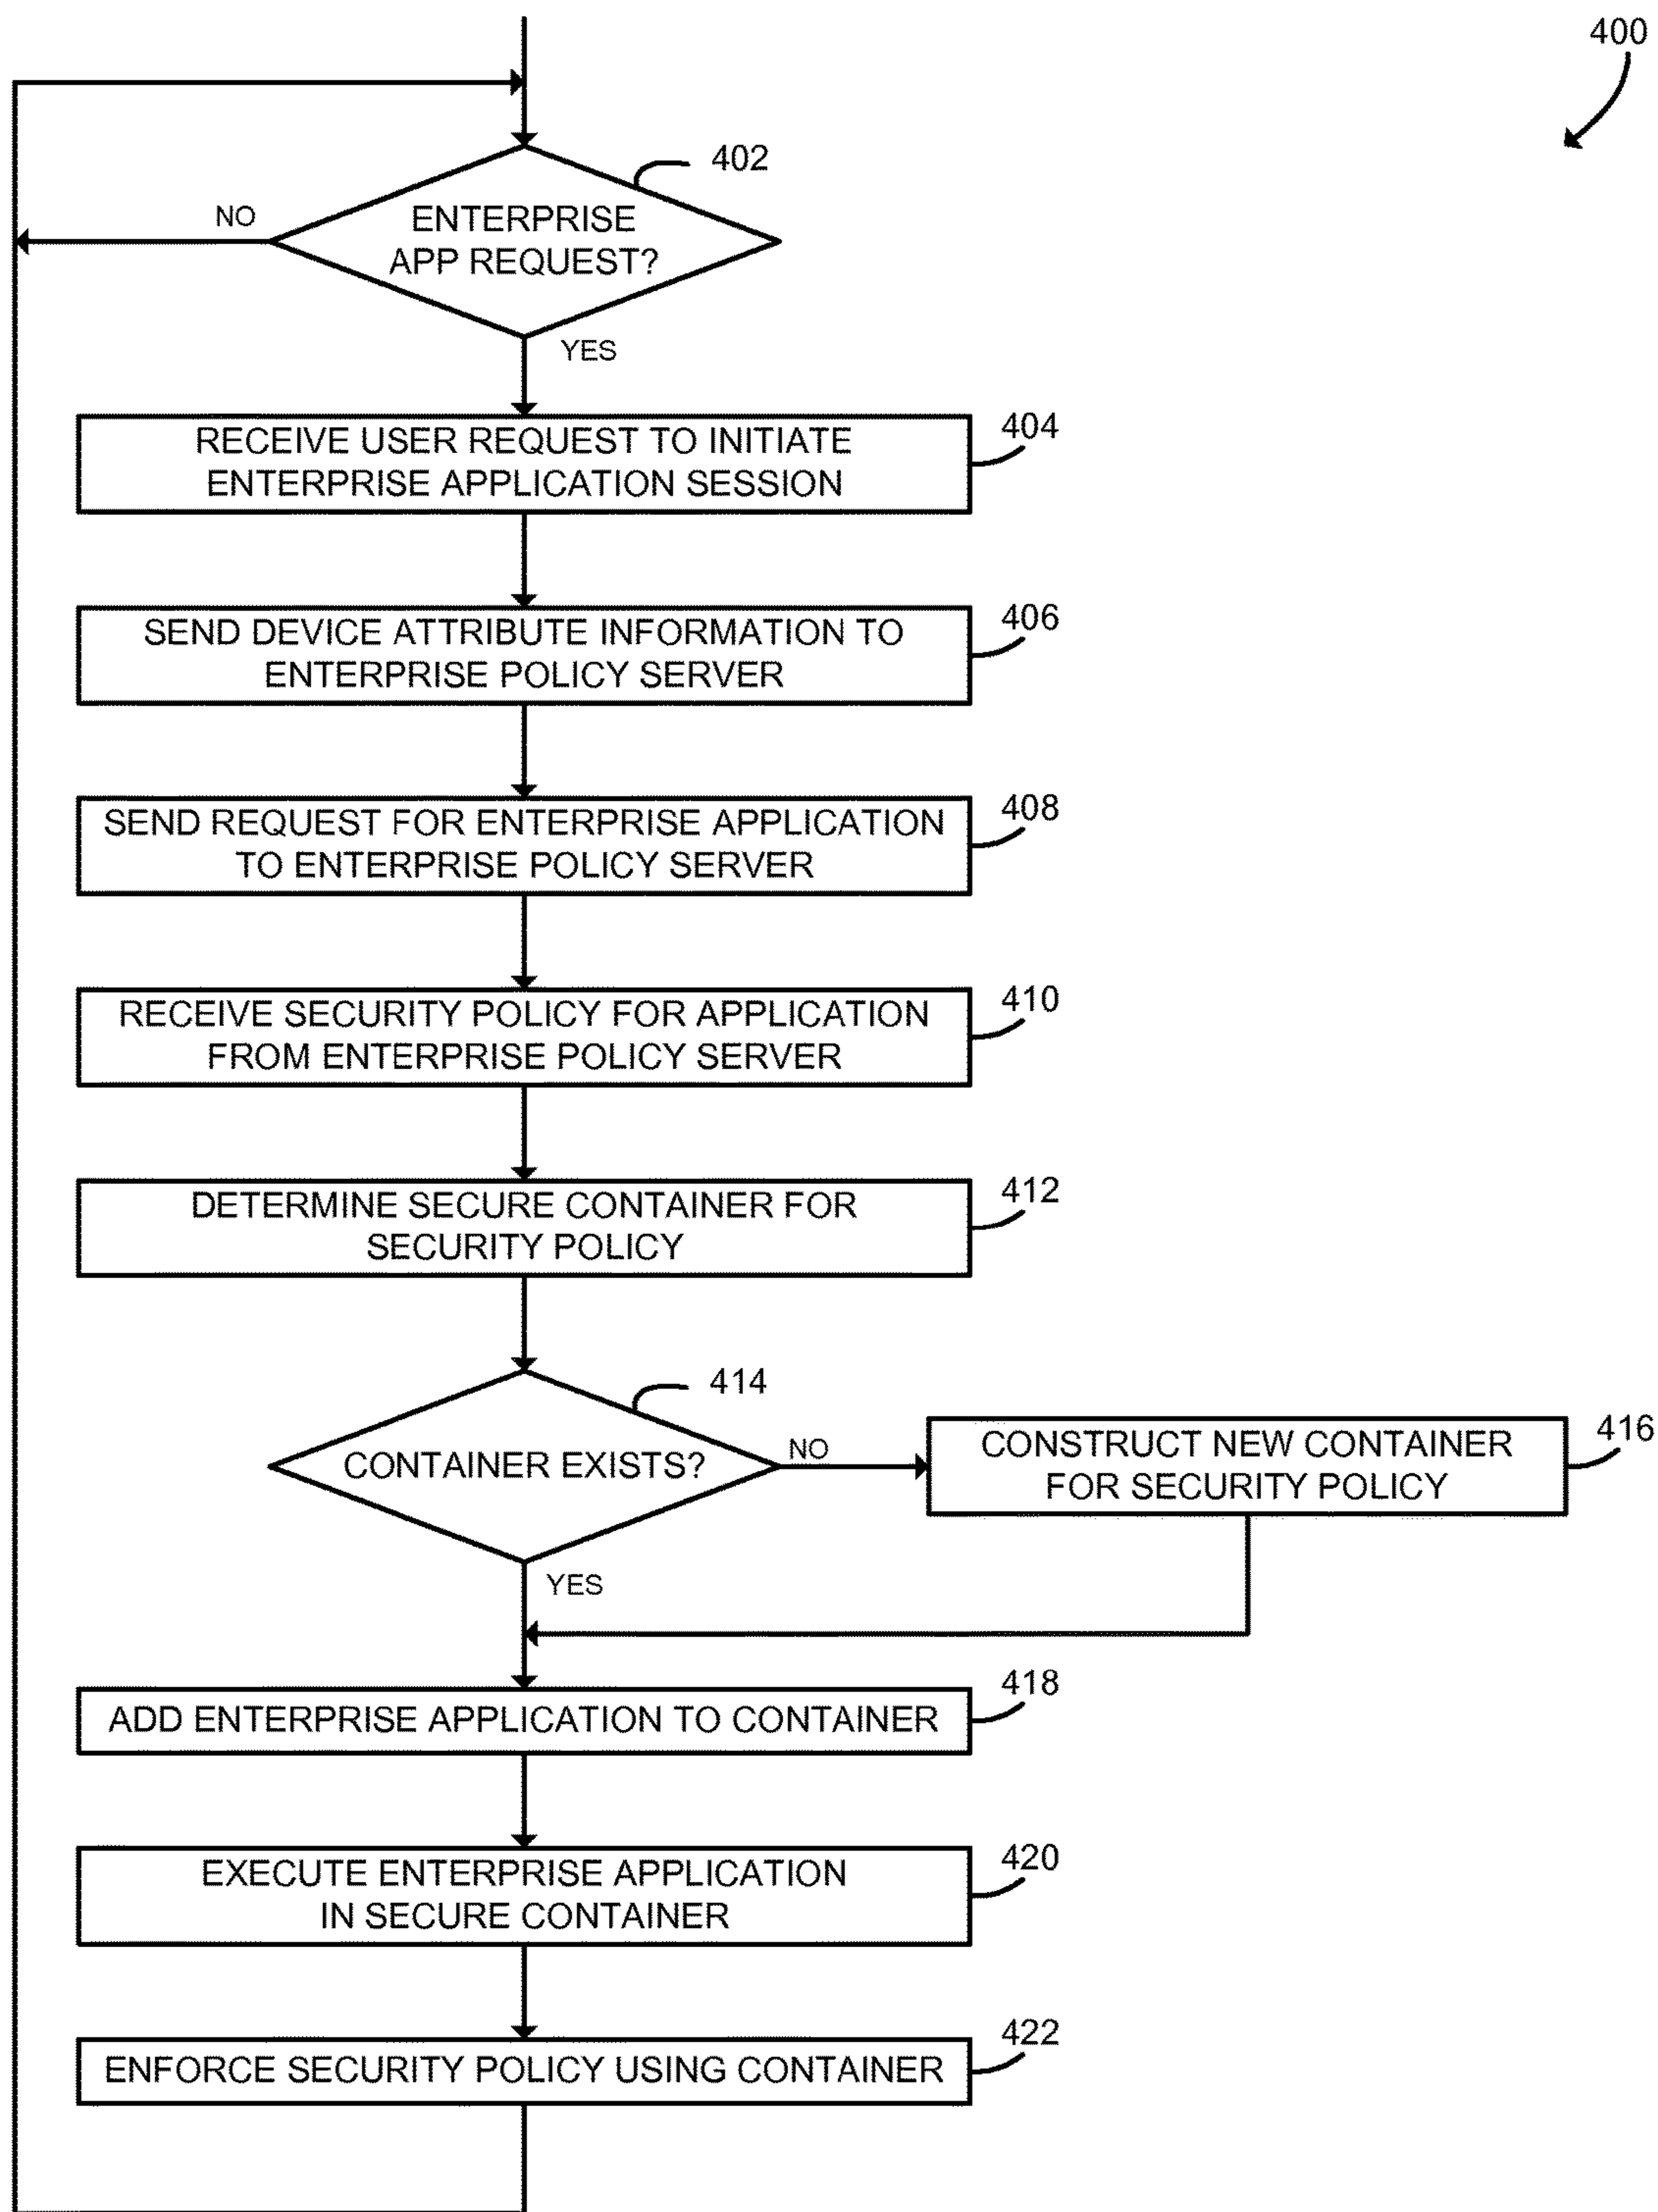 400
402
NO
ENTERPRISE
APP REQUEST?
YES
RECEIVE USER REQUEST TO INITIATE
ENTERPRISE APPLICATION SESSION
404
SEND DEVICE ATTRIBUTE INFORMATION TO
ENTERPRISE POLICY SERVER
406
SEND REQUEST FOR ENTERPRISE APPLICATION
TO ENTERPRISE POLICY SERVER
408
RECEIVE SECURITY POLICY FOR APPLICATION
FROM ENTERPRISE POLICY SERVER
410
DETERMINE SECURE CONTAINER FOR
SECURITY POLICY
412
414
CONTAINER EXISTS?
NO
CONSTRUCT NEW CONTAINER
FOR SECURITY POLICY
416
YES
ADD ENTERPRISE APPLICATION TO CONTAINER
418
EXECUTE ENTERPRISE APPLICATION
IN SECURE CONTAINER
420
ENFORCE SECURITY POLICY USING CONTAINER
422